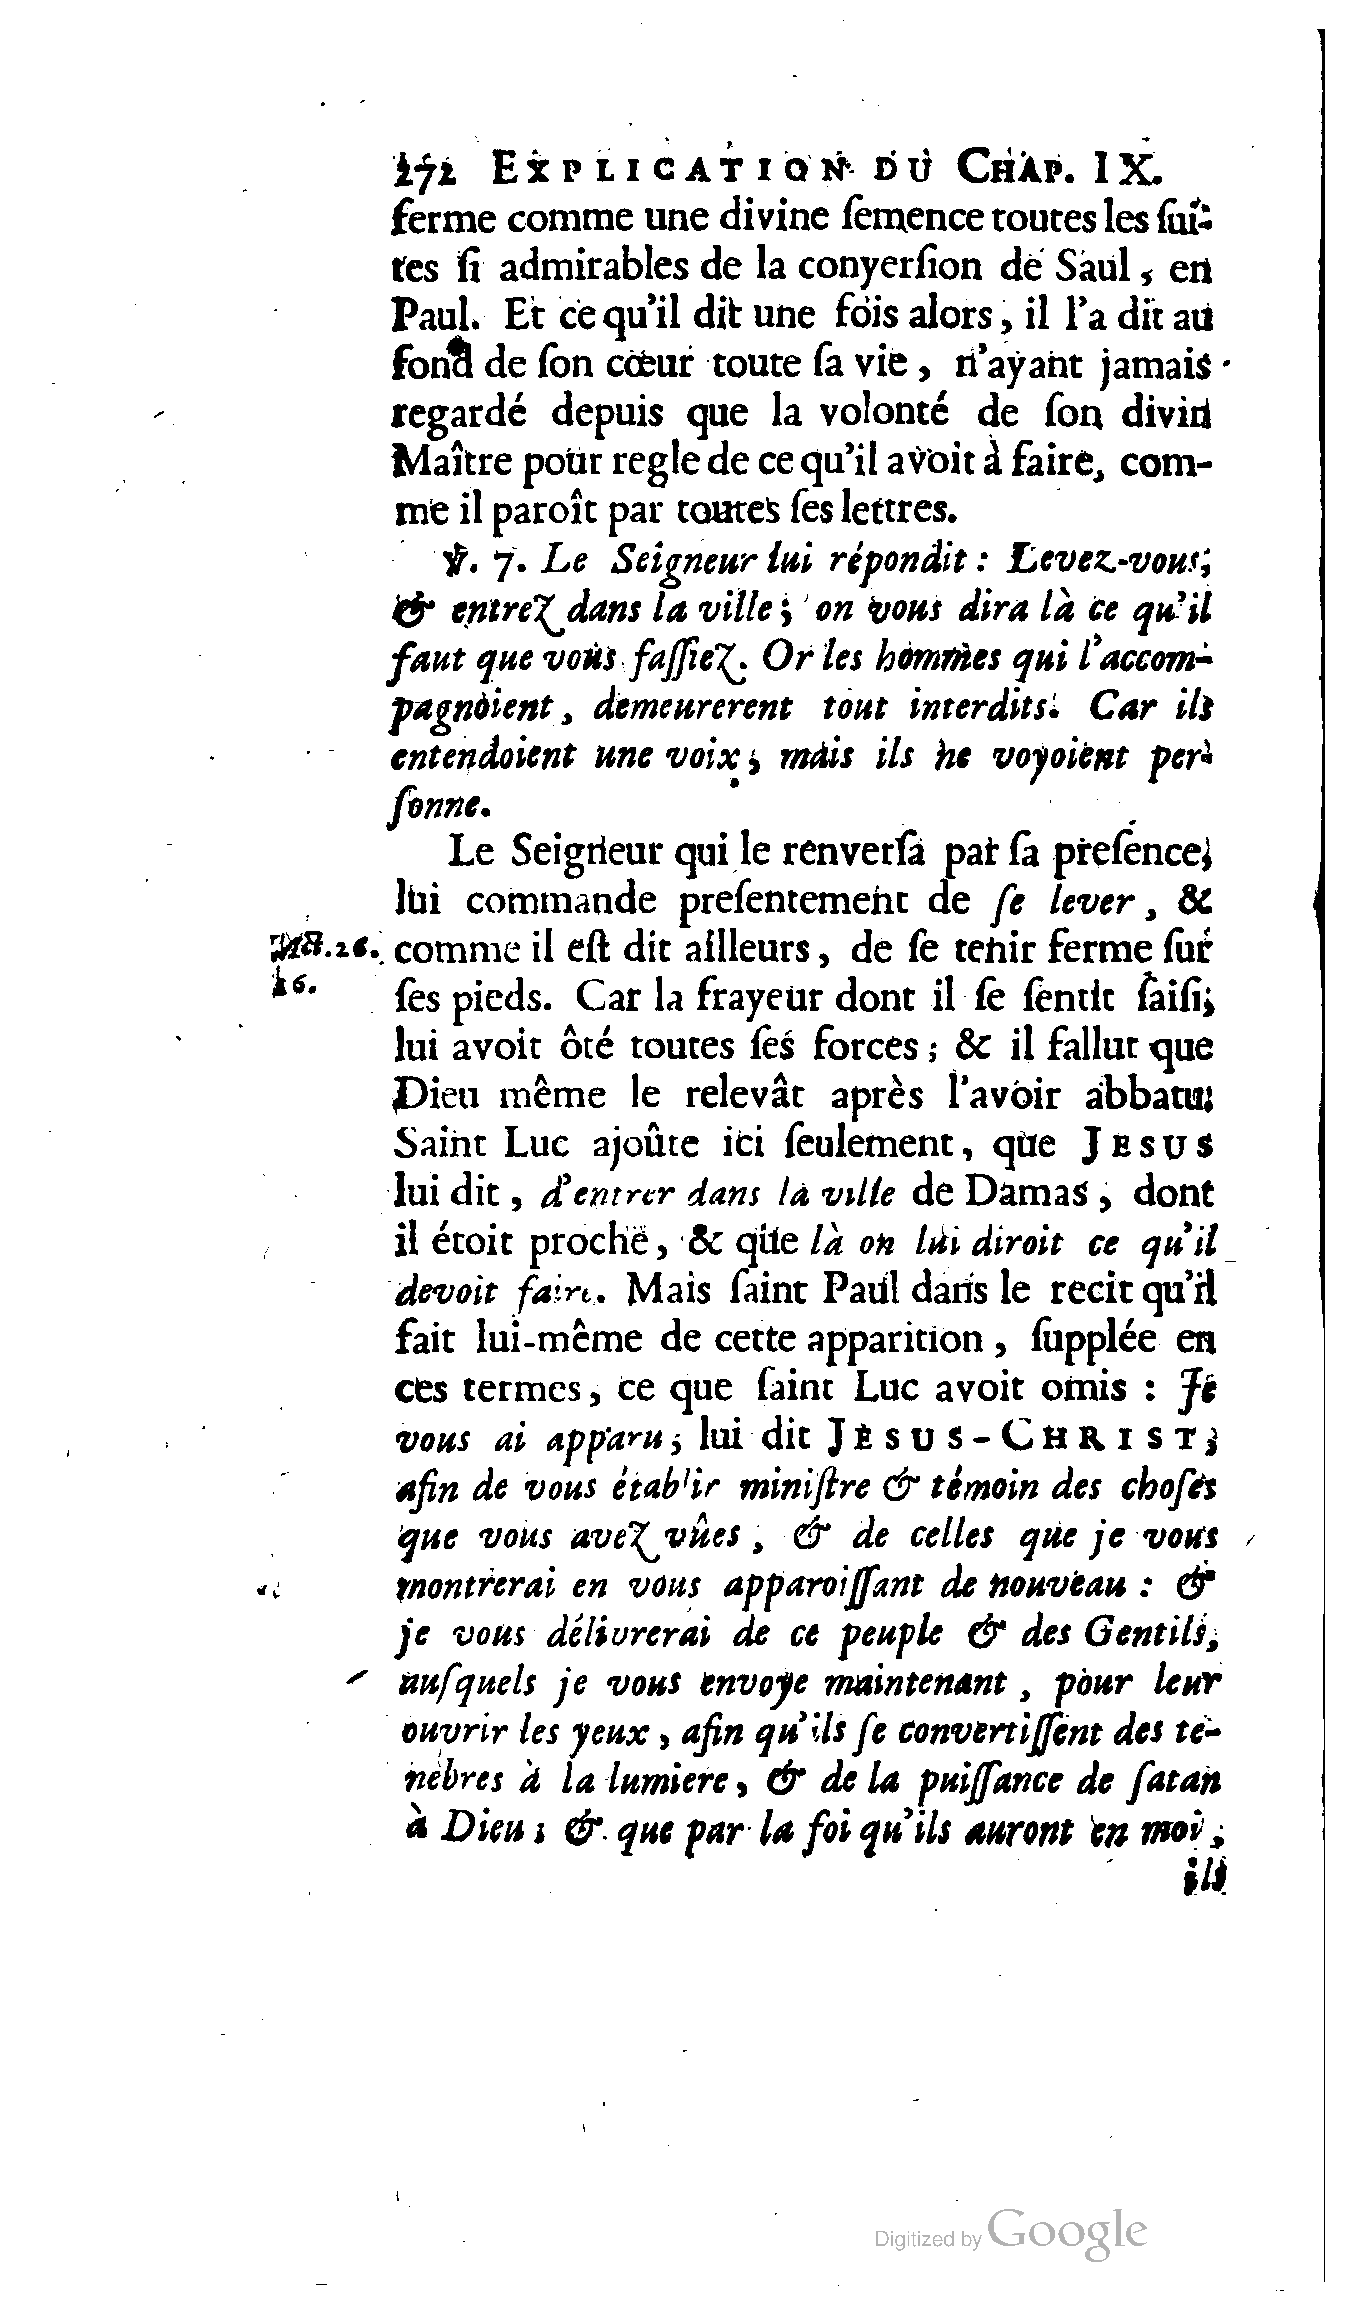 272 EXPLICATION DU CHAP. IX.
ferme comme une divine ſemence toutes les ſui-
tes ſi admirables de la converſion de Saul, en
Paul. Et ce qu'il dit une fois alors, il l'a dit au
fond de ſon cœur toute ſa vie, n'ayant jamais
regardé depuis que la volonté de ſon divin
Maître pour regle de ce qu'il avoit à faire, com-
me il paroît par toutes ſes lettres.
℣. 7. Le Seigneur lui répondit : Levez-vous,
& entrez dans la ville; on vous dira là ce qu'il
faut que vous faſſiez. Or les hommes qui l'accom-
pagnoient, demeurerent tout interdits. Car ils
entendoient une voix, mais ils ne voyoient per-
ſonne.
Le Seigneur qui le renverſa par ſa preſence,
lui commande preſentement de ſe lever, &
Act. 26. comme il eſt dit ailleurs, de ſe tenir ferme ſur
16. ſes pieds. Car la frayeur dont il ſe ſentit ſaiſi,
lui avoit ôté toutes ſes forces; & il fallut que
Dieu même le relevât après l'avoir abbatu.
Saint Luc ajoûte ici ſeulement, que JESUS
lui dit, d'entrer dans la ville de Damas, dont
il étoit proche, & que là on lui diroit ce qu'il
devoit faire. Mais ſaint Paul dans le recit qu'il
fait lui-même de cette apparition, ſupplée en
ces termes, ce que ſaint Luc avoit omis : Je
vous ai apparu, lui dit JESUS-CHRIST,
afin de vous établir miniſtre & témoin des choſes
que vous avez vûes, & de celles que je vous
montrerai en vous apparoiſſant de nouveau : &
je vous délivrerai de ce peuple & des Gentils,
auſquels je vous envoye maintenant, pour leur
ouvrir les yeux, afin qu'ils ſe convertiſſent des te-
nebres à la lumiere, & de la puiſſance de ſatan
à Dieu; & que par la foi qu'ils auront en moi,
ils
Digitized by Google